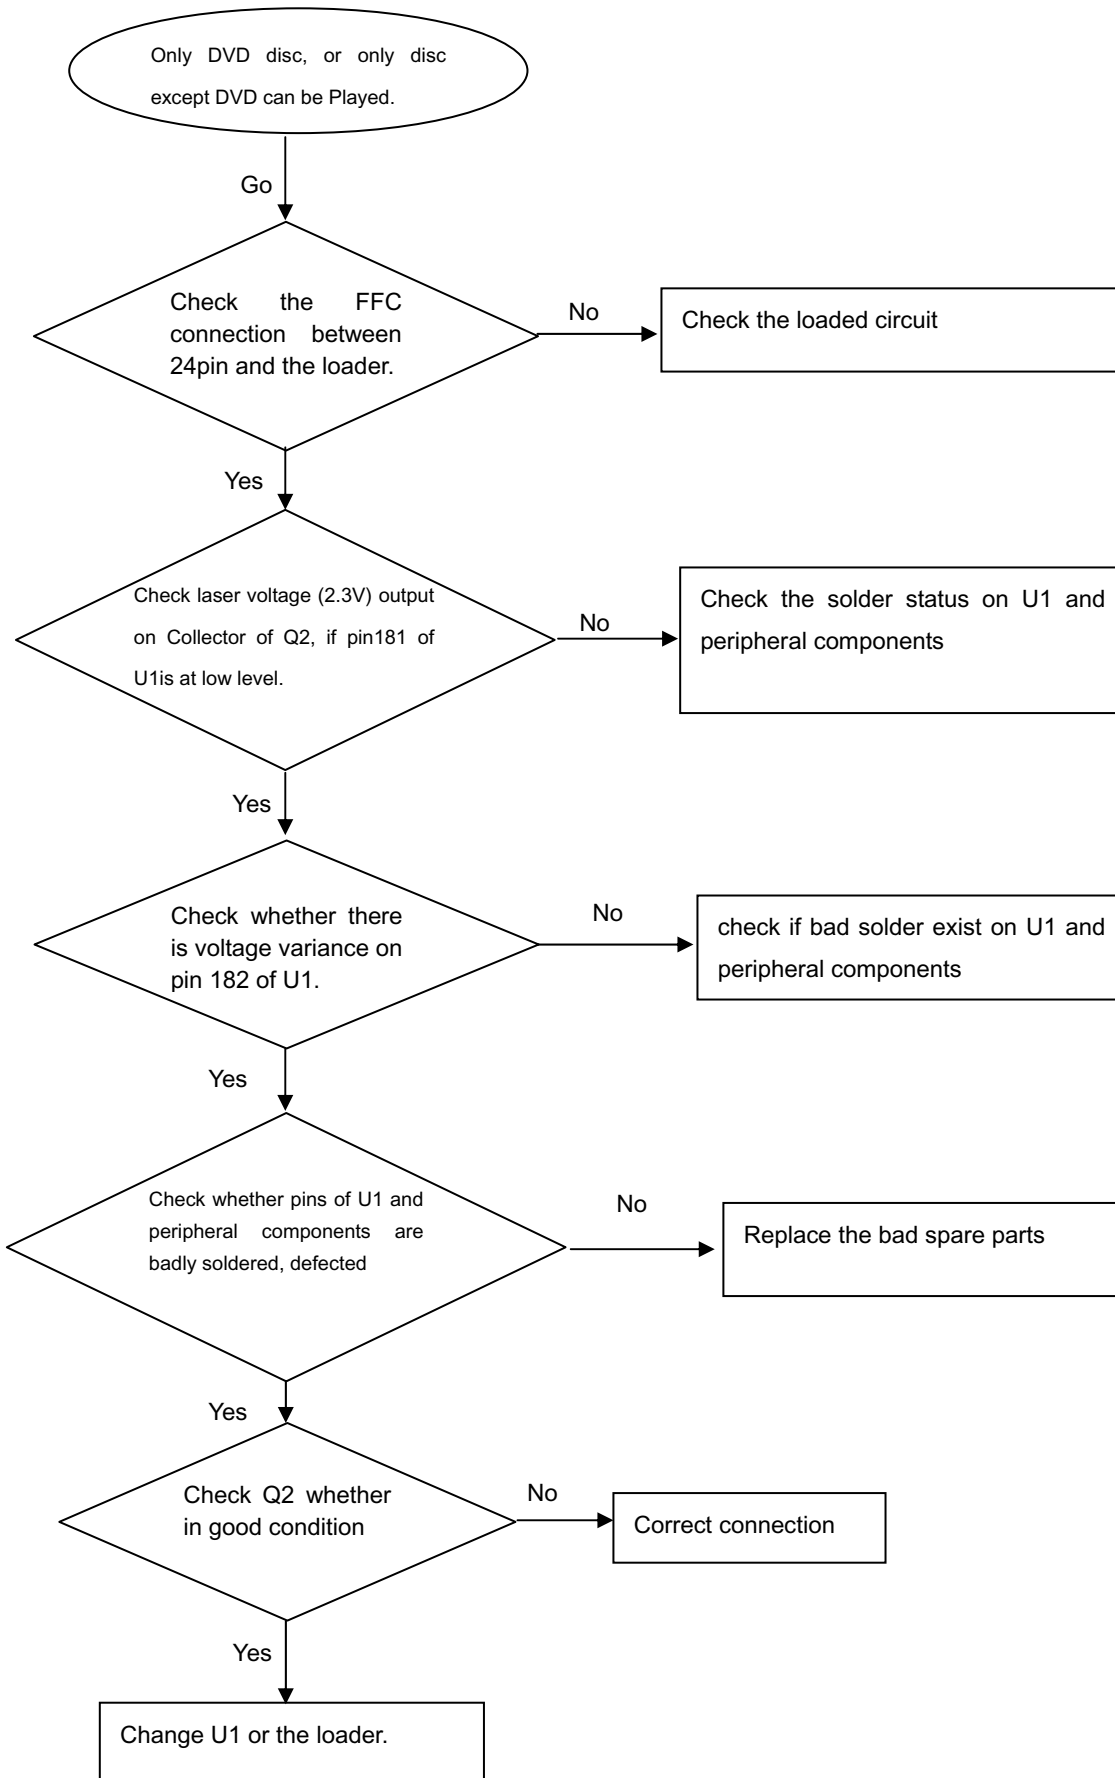 Only DVD disc, or only disc
except DVD can be Played.
Go
Check the FFC
connection between
24pin and the loader.
No
Check the loaded circuit
Yes
Check laser voltage (2.3V) output
on Collector of Q2, if pin181 of
U1is at low level.
No
Check the solder status on U1 and
peripheral components
Yes
Check whether there
is voltage variance on
pin 182 of U1.
No
check if bad solder exist on U1 and
peripheral components
Yes
Check whether pins of U1 and
peripheral components are
badly soldered, defected
No
Replace the bad spare parts
Yes
Check Q2 whether
in good condition
No
Correct connection
Yes
Change U1 or the loader.